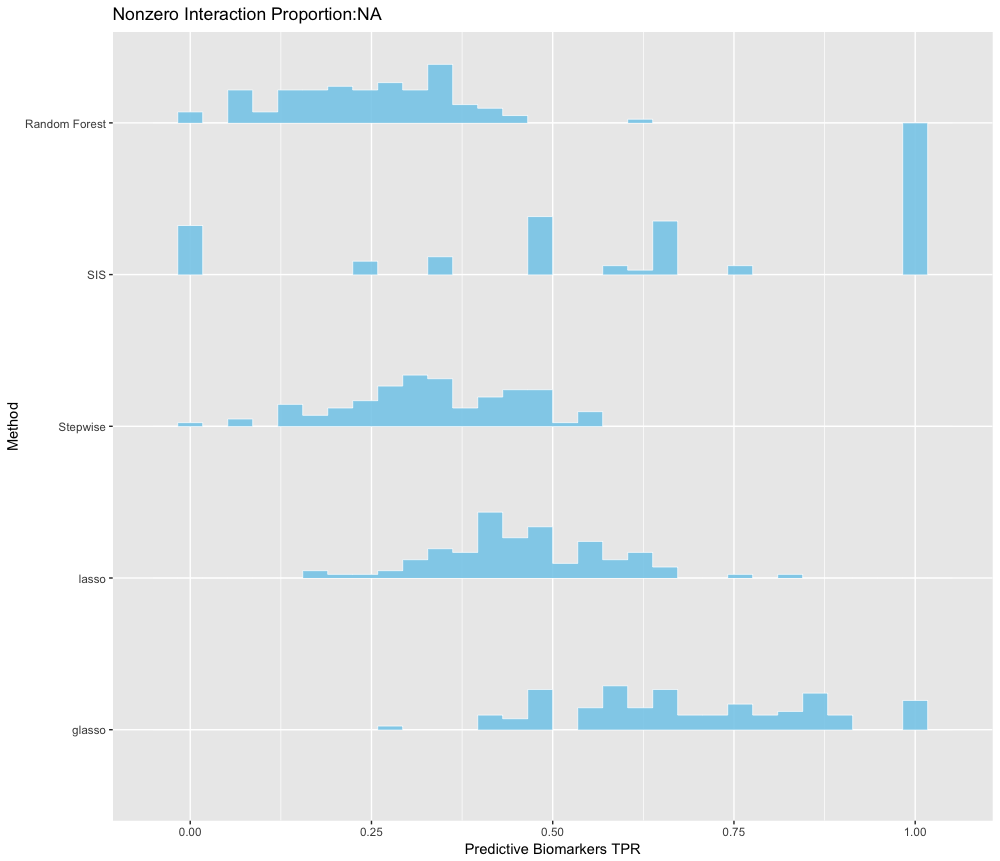 Nonzero Interaction Proportion:NA
Random Forest
SIS
Stepwise
lasso
glasso
Method
0.00 0.25 0.50 0.75 1.00
Predictive Biomarkers TPR